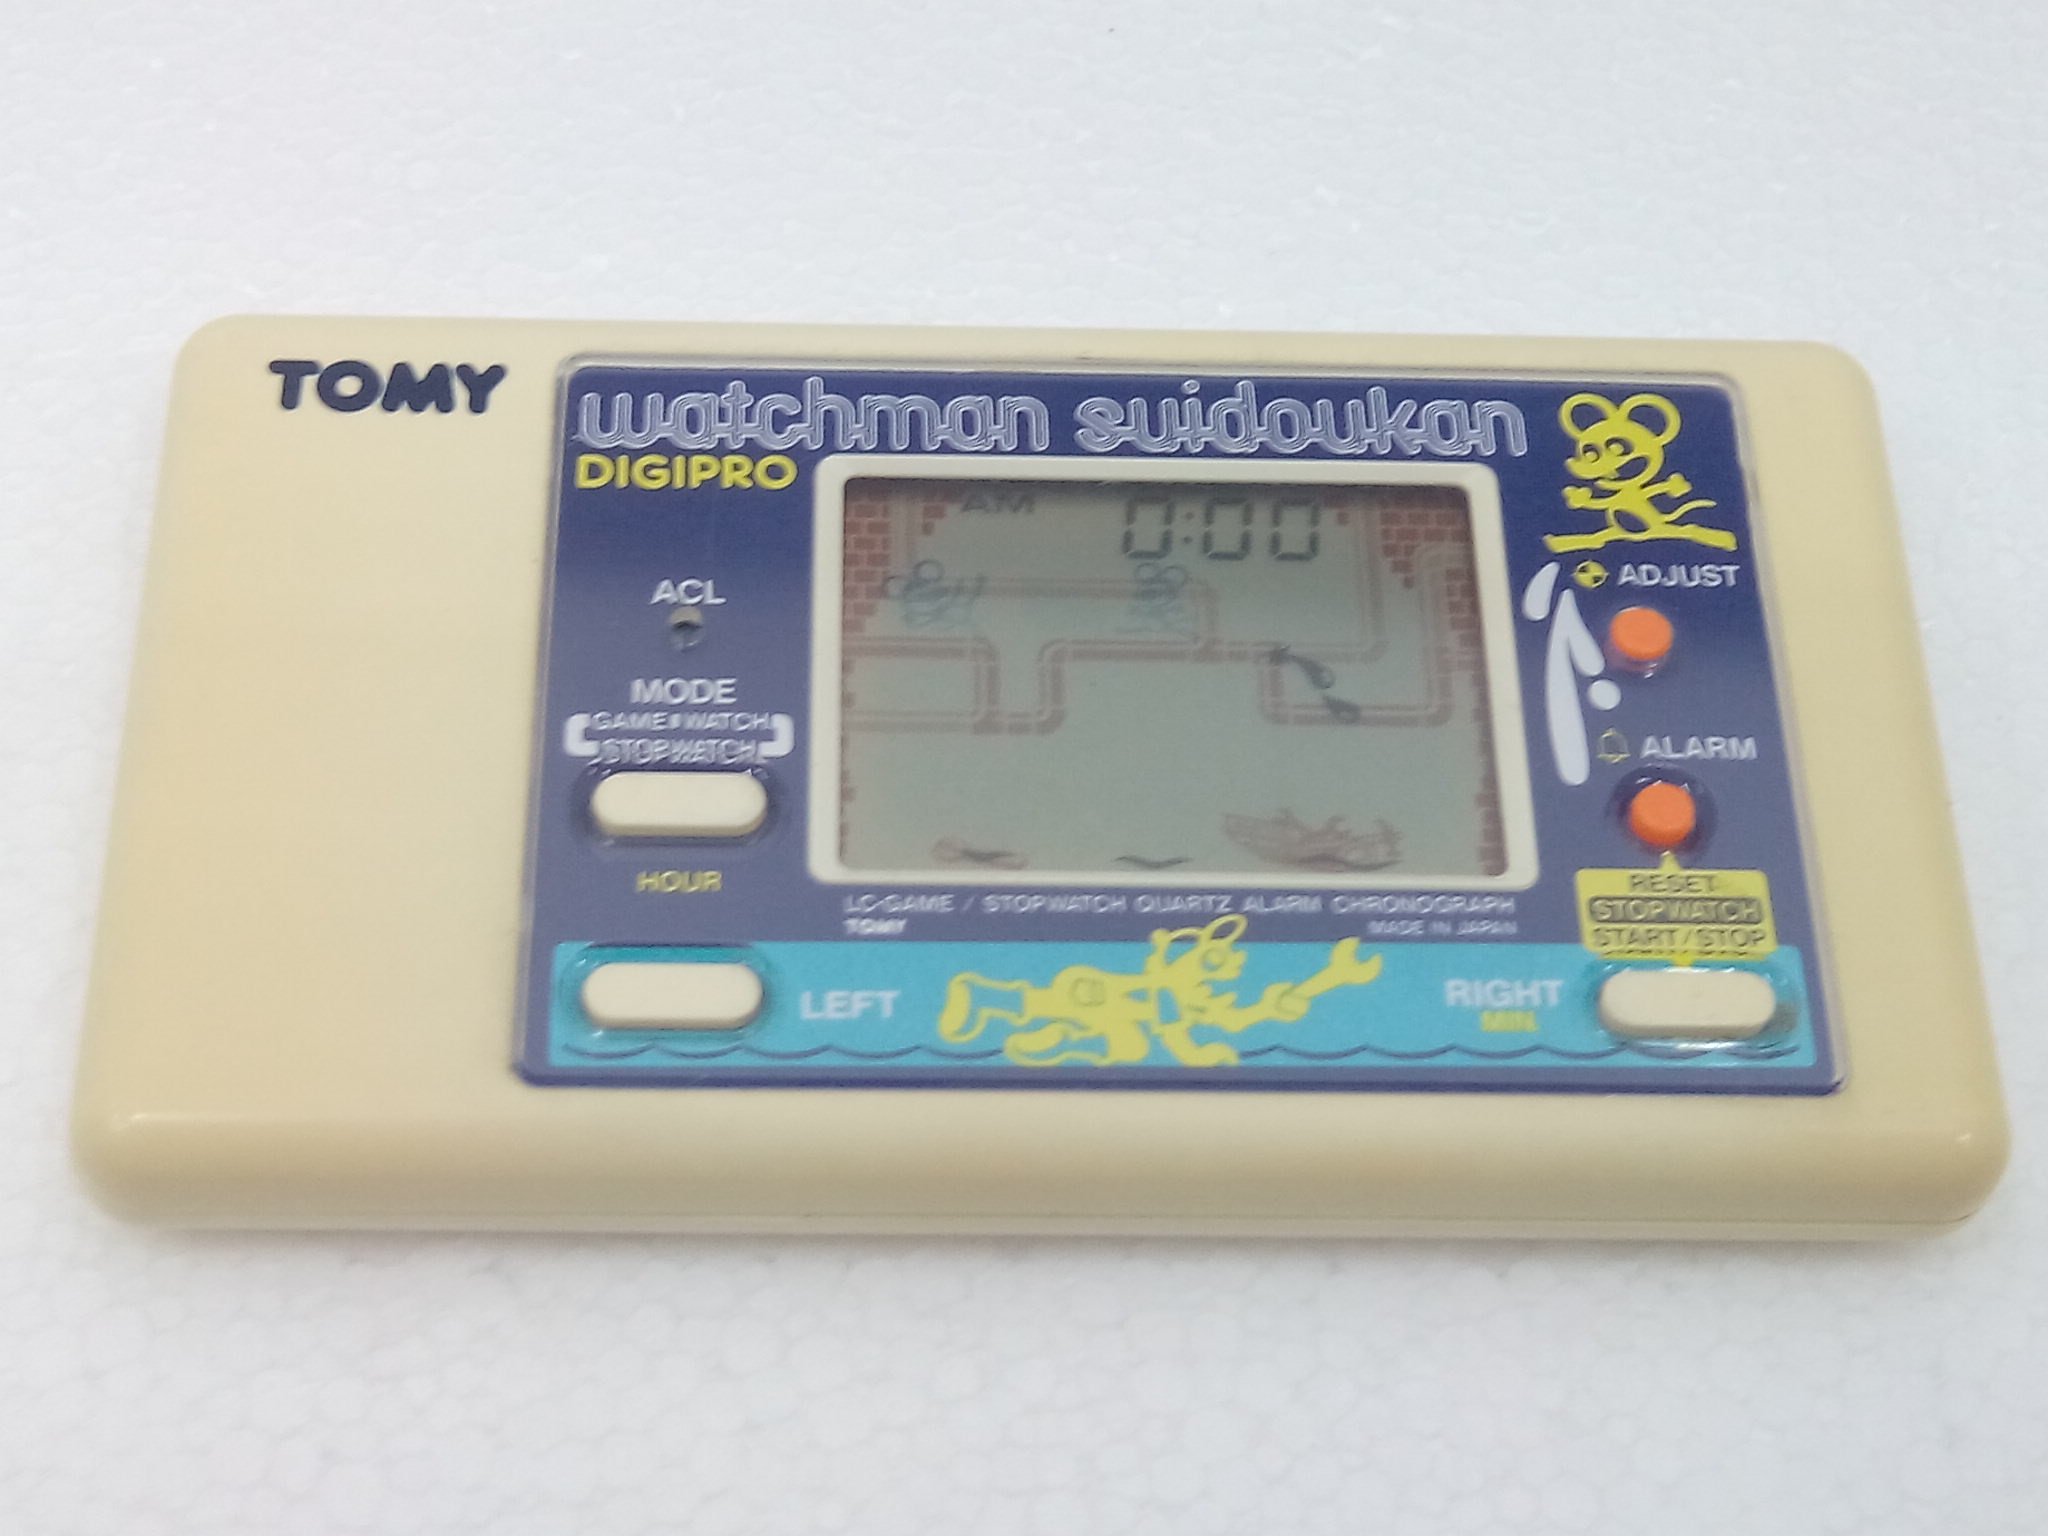 TOMY
watchman suidoukan
DIGIPRO
AM 0:00
ACL
ADJUST
MODE
GAME WATCH
STOPWATCH
ALARM
HOUR
RESET
STOPWATCH
START/STOP
LC-GAME / STOPWATCH QUARTZ ALARM CHRONOGRAPH
TOMY MADE IN JAPAN
LEFT
RIGHT
MIN.